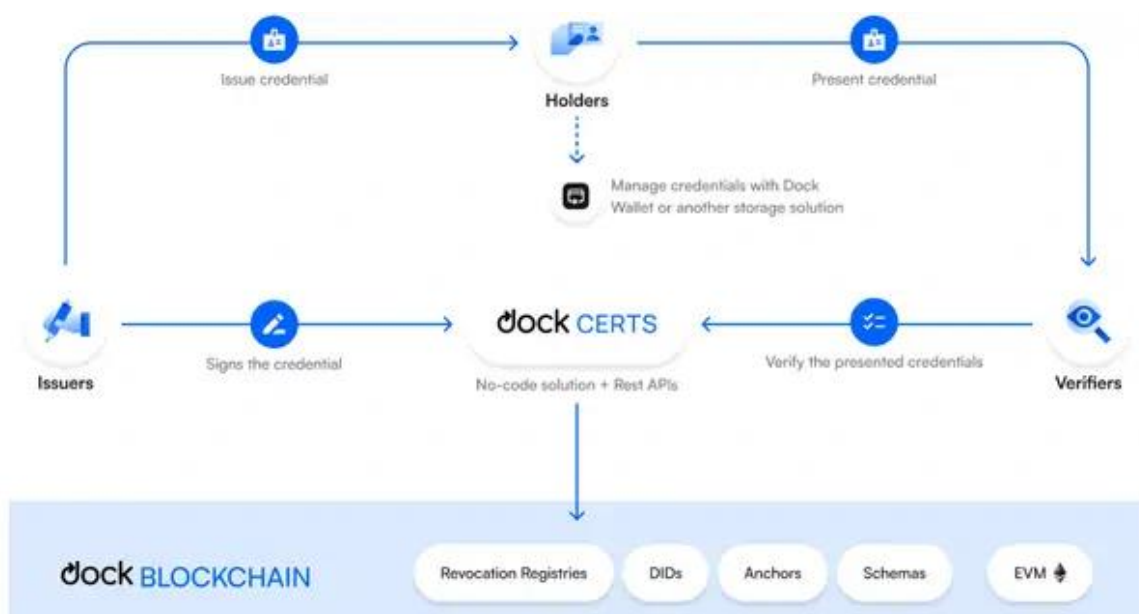 Issue credential
Present credential
Holders
Manage credentials with Dock
Wallet or another storage solution
dock CERTS
Signs the credential
Verify the presented credentials
Issuers
No-code solution + Rest APIs
Verifiers
dock BLOCKCHAIN
Revocation Registries
DIDs
Anchors
Schemas
EVM